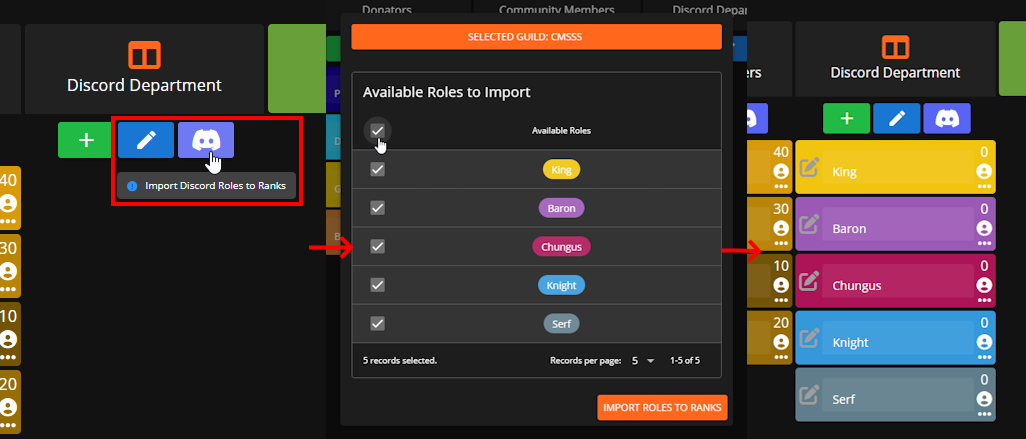 Discord Department
Import Discord Roles to Ranks
40
30
10
20
Donators
Community Members
Discord Depar
SELECTED GUILD: CMSSS
Available Roles to Import
Available Roles
King
Baron
Chungus
Knight
Serf
5 records selected.
Records per page: 5
1-5 of 5
IMPORT ROLES TO RANKS
P
D
G
B
ers
Discord Department
40
30
10
20
King
0
Baron
0
Chungus
0
Knight
0
Serf
0